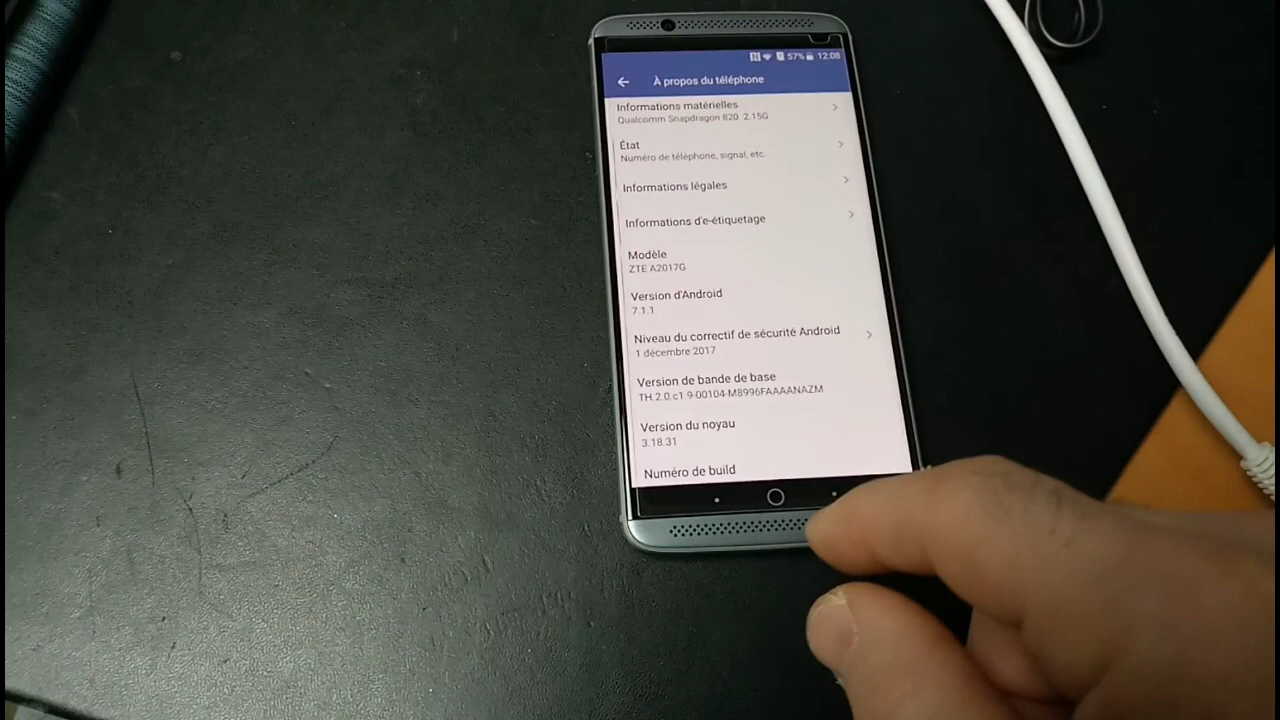 57% 12:08
À propos du téléphone
Informations matérielles
Qualcomm Snapdragon 820 2.15G
État
Numéro de téléphone, signal, etc.
Informations légales
Informations d'e-étiquetage
Modèle
ZTE A2017G
Version d'Android
7.1.1
Niveau du correctif de sécurité Android
1 décembre 2017
Version de bande de base
TH.2.0.c1.9-00104-M8996FAAAANAZM
Version du noyau
3.18.31
Numéro de build